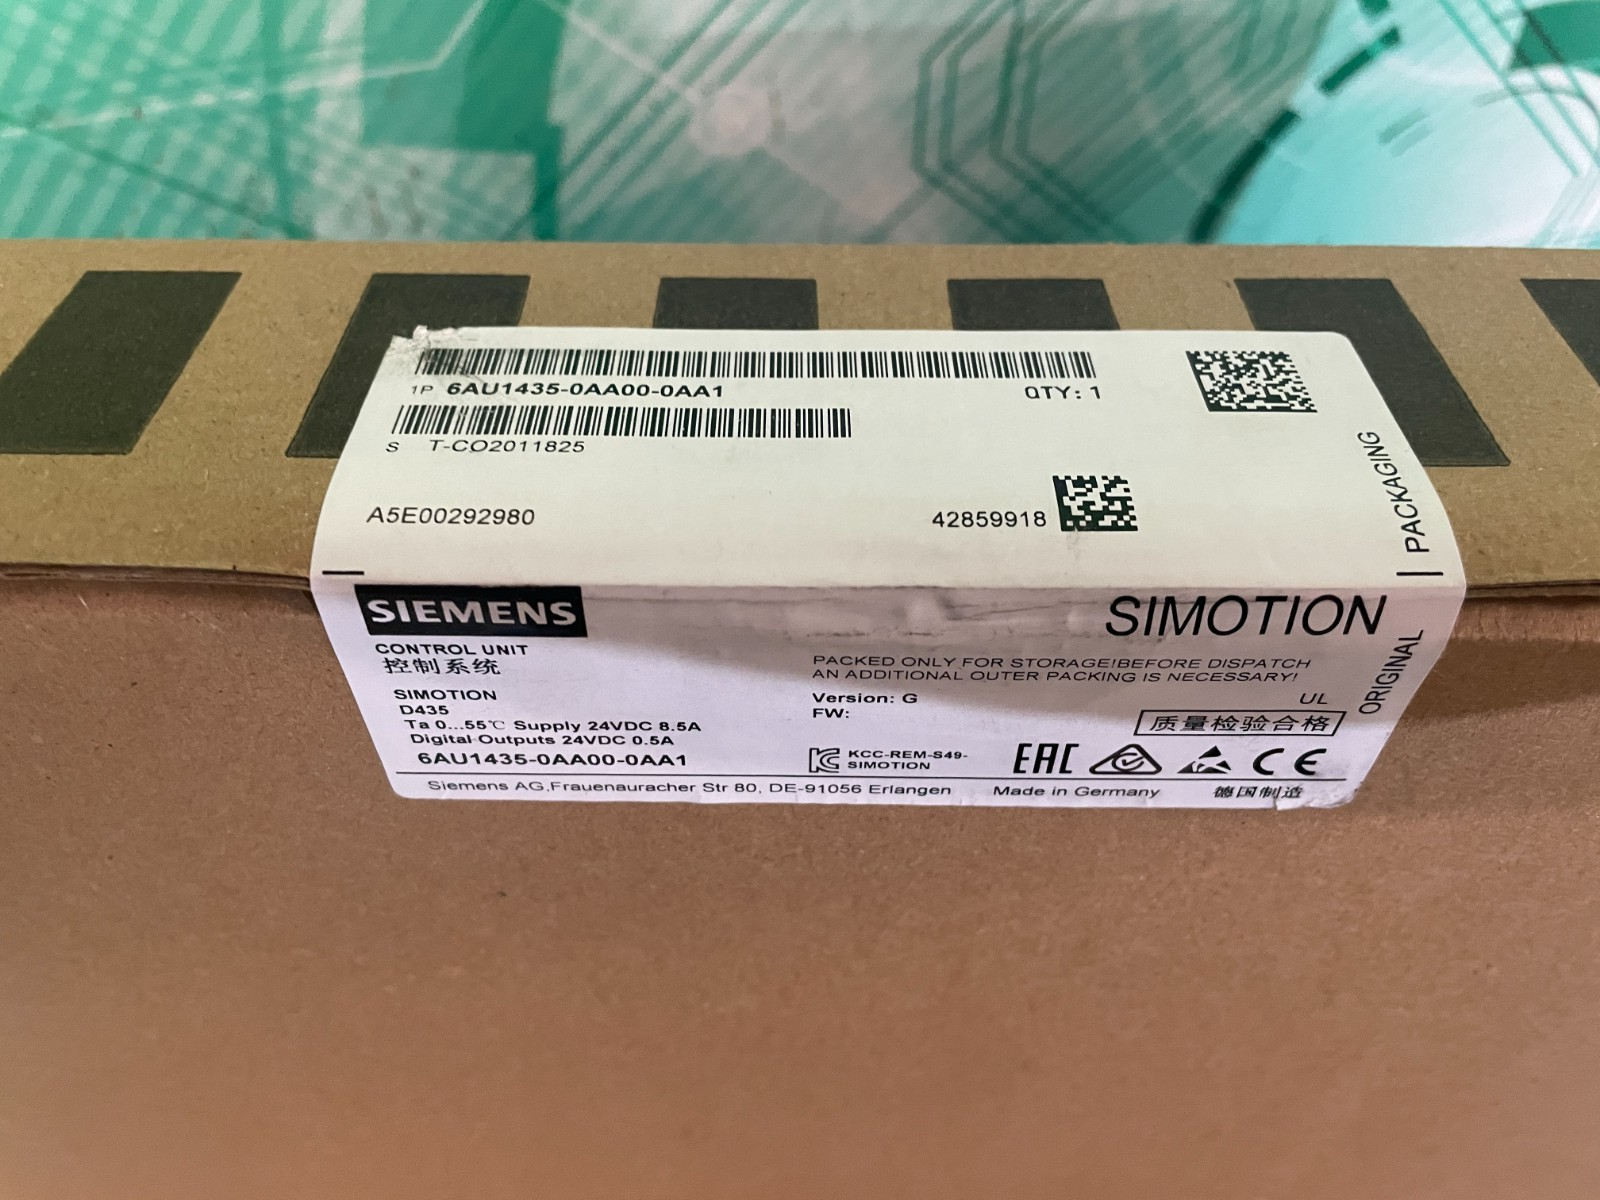 1P 6AU1435-0AA00-0AA1
QTY: 1
S T-CO2011825
A5E00292980
42859918
ORIGINAL | PACKAGING
SIEMENS
SIMOTION
CONTROL UNIT
控制系统
SIMOTION
D435
Ta 0...55℃ Supply 24VDC 8.5A
Digital Outputs 24VDC 0.5A
6AU1435-0AA00-0AA1
PACKED ONLY FOR STORAGE!BEFORE DISPATCH
AN ADDITIONAL OUTER PACKING IS NECESSARY!
Version: G
FW:
UL
质量检验合格
KCC-REM-S49-
SIMOTION
EAC
CE
Siemens AG,Frauenauracher Str 80, DE-91056 Erlangen
Made in Germany
德国制造